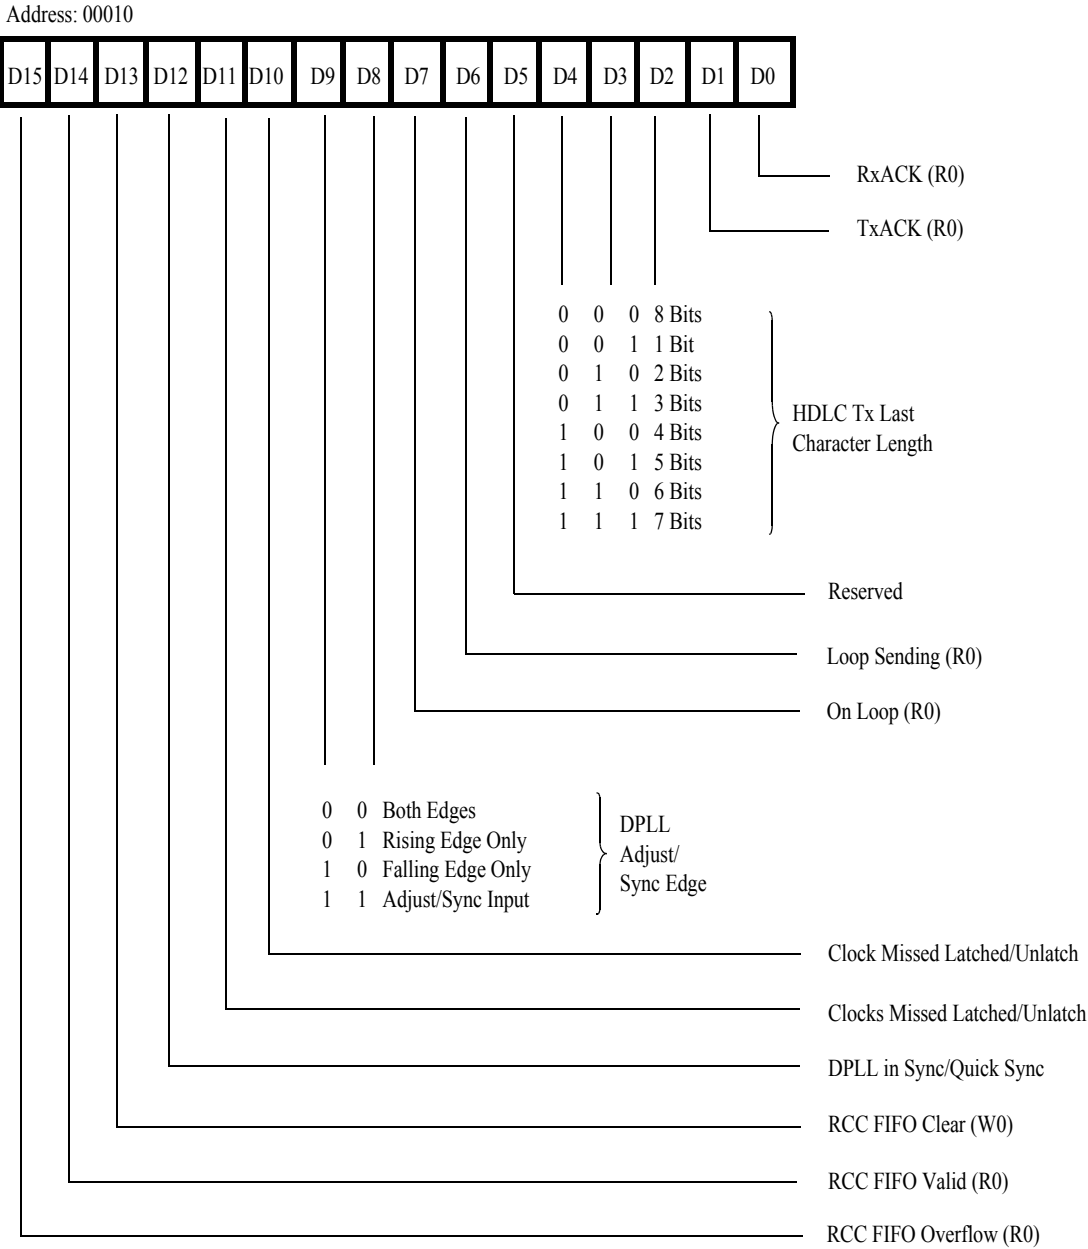 Address: 00010
D15 D14 D13 D12 D11 D10 D9 D8 D7 D6 D5 D4 D3 D2 D1 D0
RxACK (R0)
TxACK (R0)
0 0 0 8 Bits
0 0 1 1 Bit
0 1 0 2 Bits
0 1 1 3 Bits
1 0 0 4 Bits
1 0 1 5 Bits
1 1 0 6 Bits
1 1 1 7 Bits
HDLC Tx Last
Character Length
Reserved
Loop Sending (R0)
On Loop (R0)
0 0 Both Edges
0 1 Rising Edge Only
1 0 Falling Edge Only
1 1 Adjust/Sync Input
DPLL
Adjust/
Sync Edge
Clock Missed Latched/Unlatch
Clocks Missed Latched/Unlatch
DPLL in Sync/Quick Sync
RCC FIFO Clear (W0)
RCC FIFO Valid (R0)
RCC FIFO Overflow (R0)